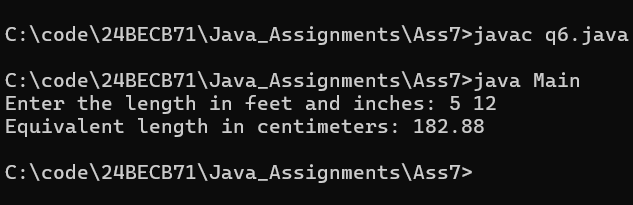 C:\code\24BECB71\Java_Assignments\Ass7>javac q6.java
C:\code\24BECB71\Java_Assignments\Ass7>java Main
Enter the length in feet and inches: 5 12
Equivalent length in centimeters: 182.88
C:\code\24BECB71\Java_Assignments\Ass7>